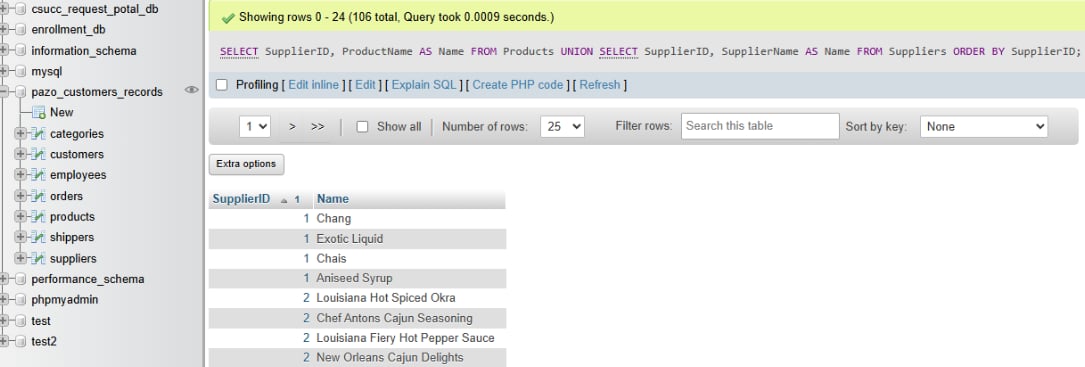 csucc_request_potal_db
enrollment_db
information_schema
mysql
pazo_customers_records
New
categories
customers
employees
orders
products
shippers
suppliers
performance_schema
phpmyadmin
test
test2
Showing rows 0 - 24 (106 total, Query took 0.0009 seconds.)
SELECT SupplierID, ProductName AS Name FROM Products UNION SELECT SupplierID, SupplierName AS Name FROM Suppliers ORDER BY SupplierID;
Profiling [ Edit inline ] [ Edit ] [ Explain SQL ] [ Create PHP code ] [ Refresh ]
1 > >> Show all Number of rows: 25 Filter rows: Search this table Sort by key: None
Extra options
SupplierID 1 Name
1 Chang
1 Exotic Liquid
1 Chais
1 Aniseed Syrup
2 Louisiana Hot Spiced Okra
2 Chef Antons Cajun Seasoning
2 Louisiana Fiery Hot Pepper Sauce
2 New Orleans Cajun Delights